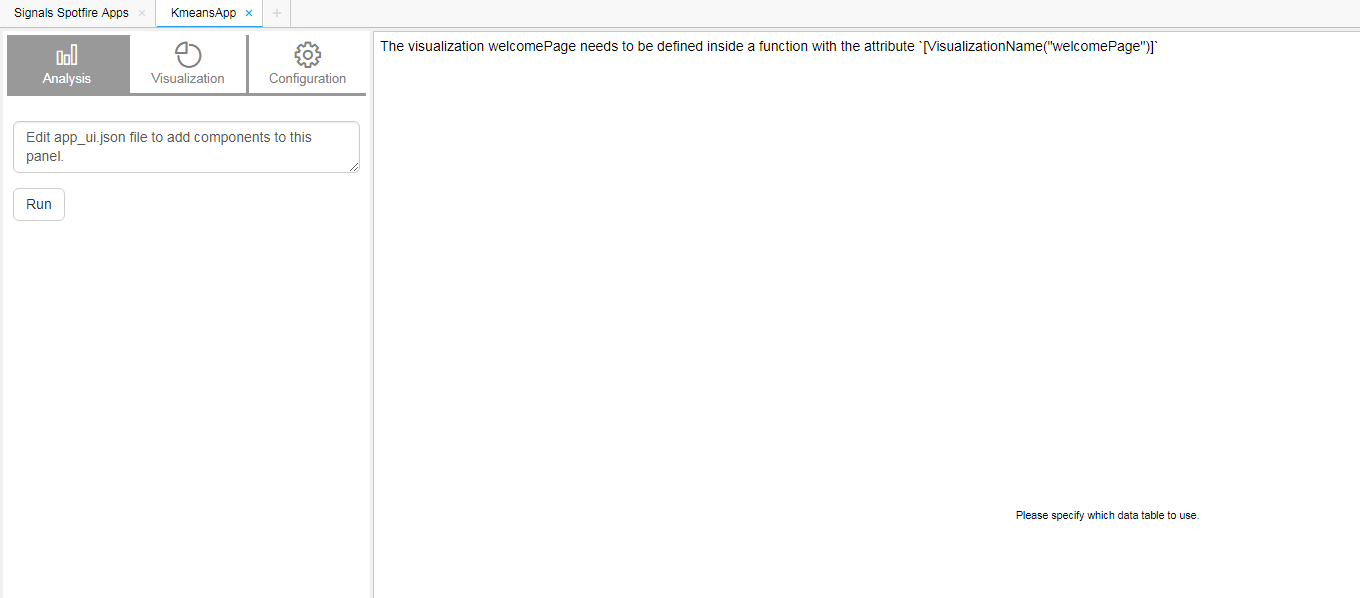 Signals Spotfire Apps × KmeansApp × +
Analysis Visualization Configuration
The visualization welcomePage needs to be defined inside a function with the attribute `[VisualizationName("welcomePage")]`
Edit app_ui.json file to add components to this
panel.
Run
Please specify which data table to use.